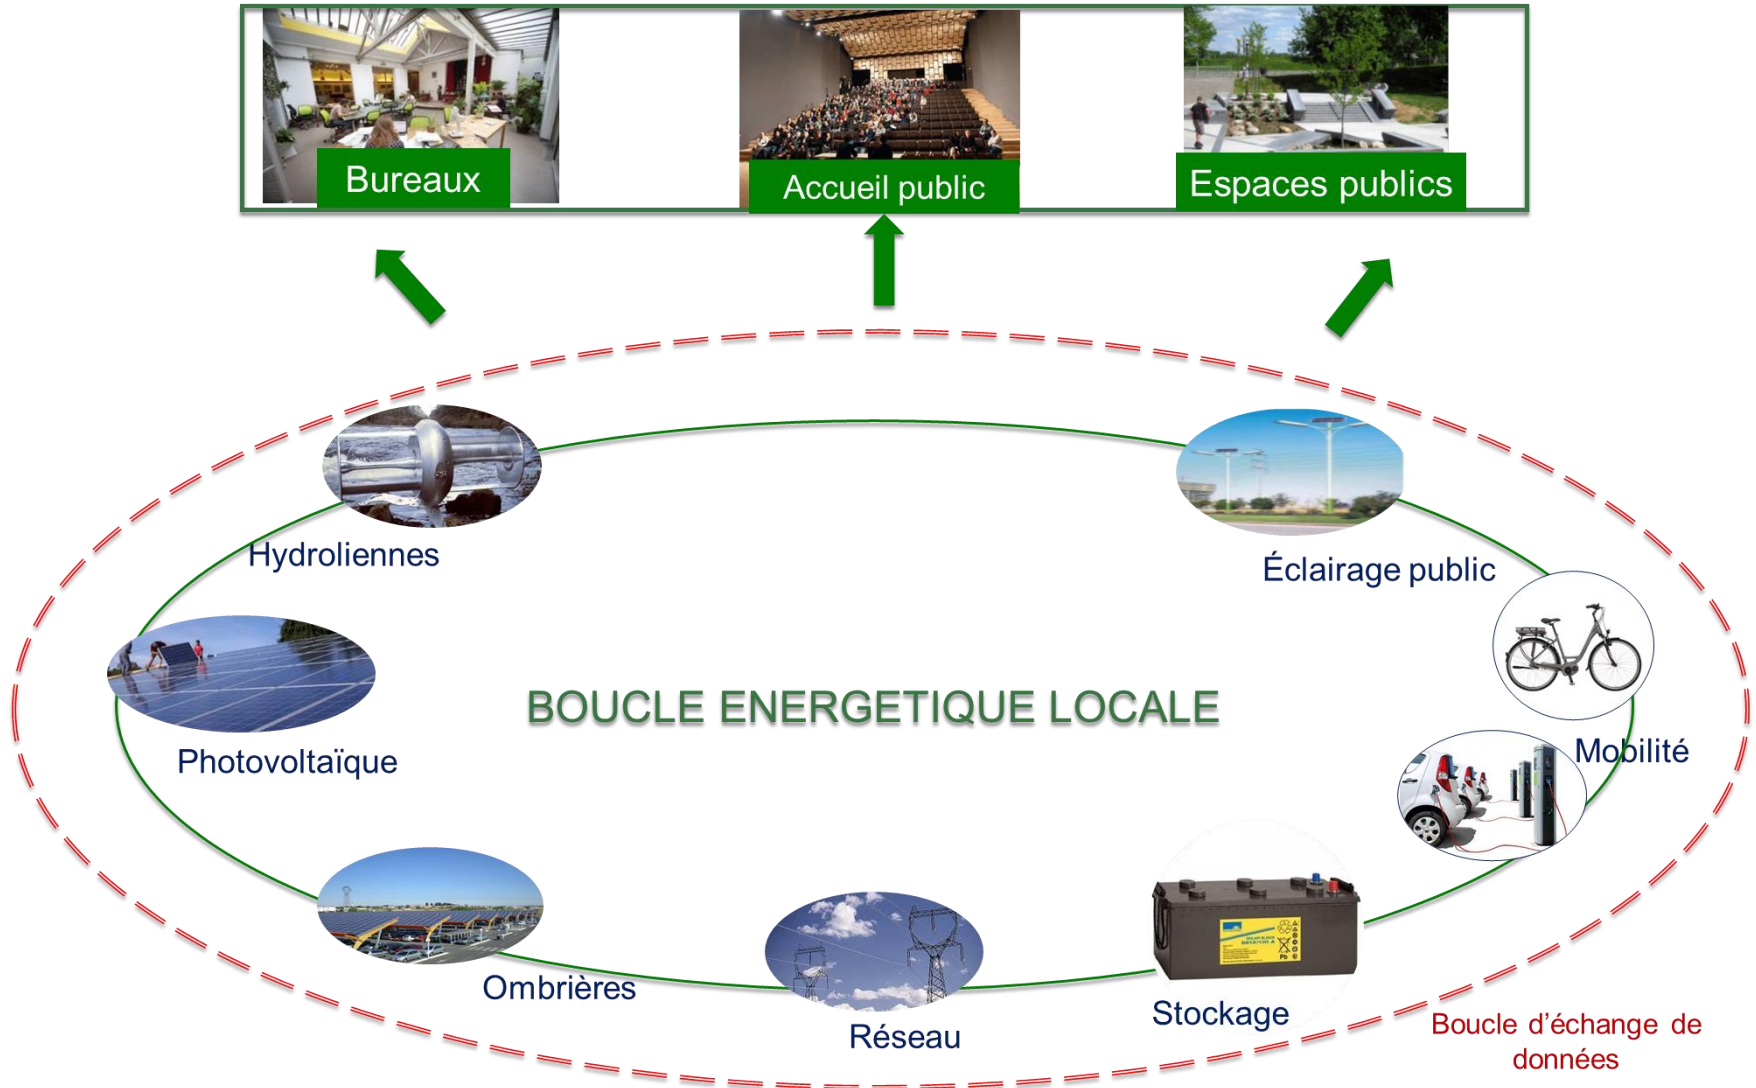 Bureaux
Accueil public
Espaces publics
Hydroliennes
Éclairage public
BOUCLE ENERGETIQUE LOCALE
Mobilité
Photovoltaïque
Ombrières
Réseau
Stockage
Pb
Boucle d’échange de
données